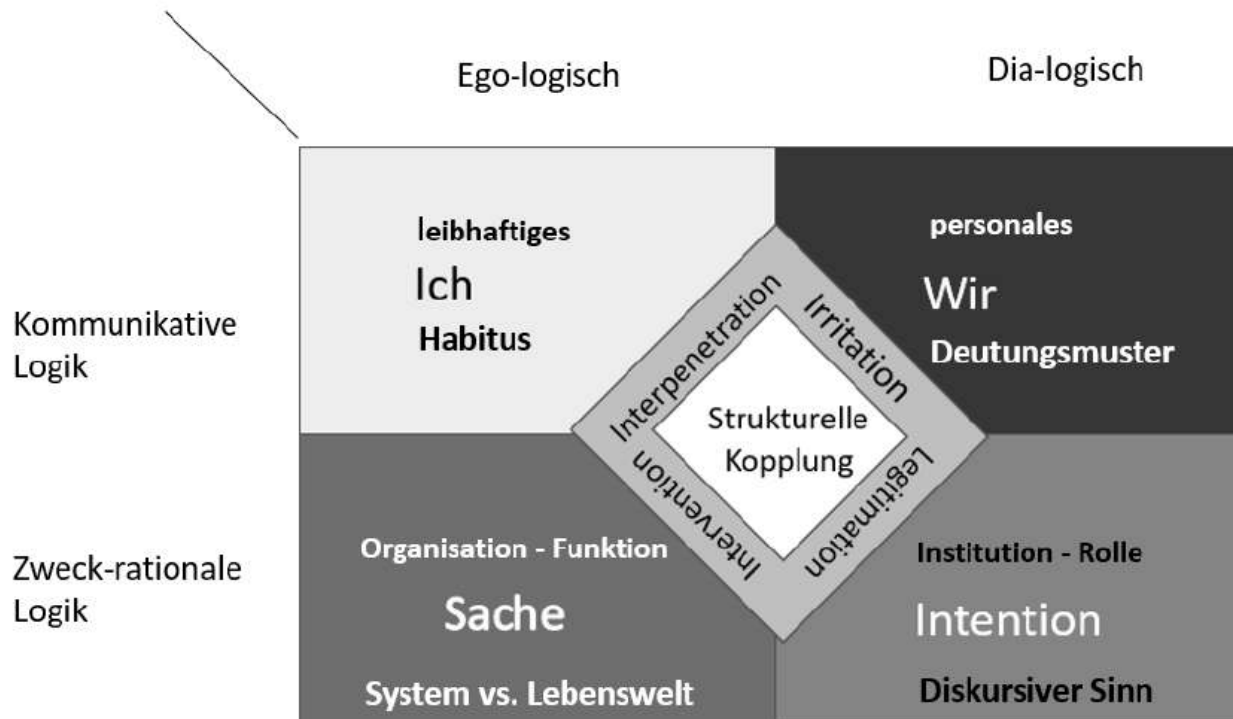 Ego-logisch
Dia-logisch
Kommunikative
Logik
leibhaftiges
Ich
Habitus
personales
Wir
Deutungsmuster
Interpenetration
Irritation
Strukturelle
Kopplung
Intervention
Legitimation
Zweck-rationale
Logik
Organisation - Funktion
Sache
System vs. Lebenswelt
Institution - Rolle
Intention
Diskursiver Sinn